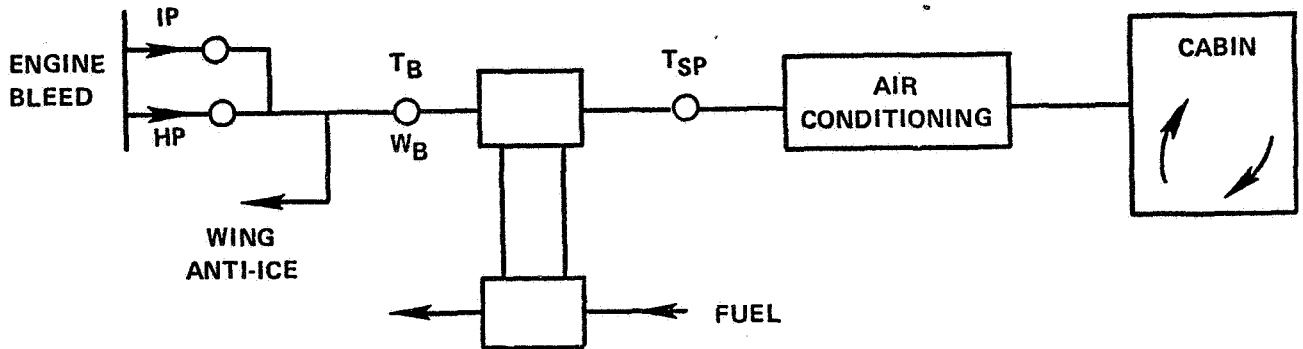 IP
ENGINE
BLEED
HP
WING
ANTI-ICE
T_B
W_B
T_SP
AIR
CONDITIONING
CABIN
FUEL